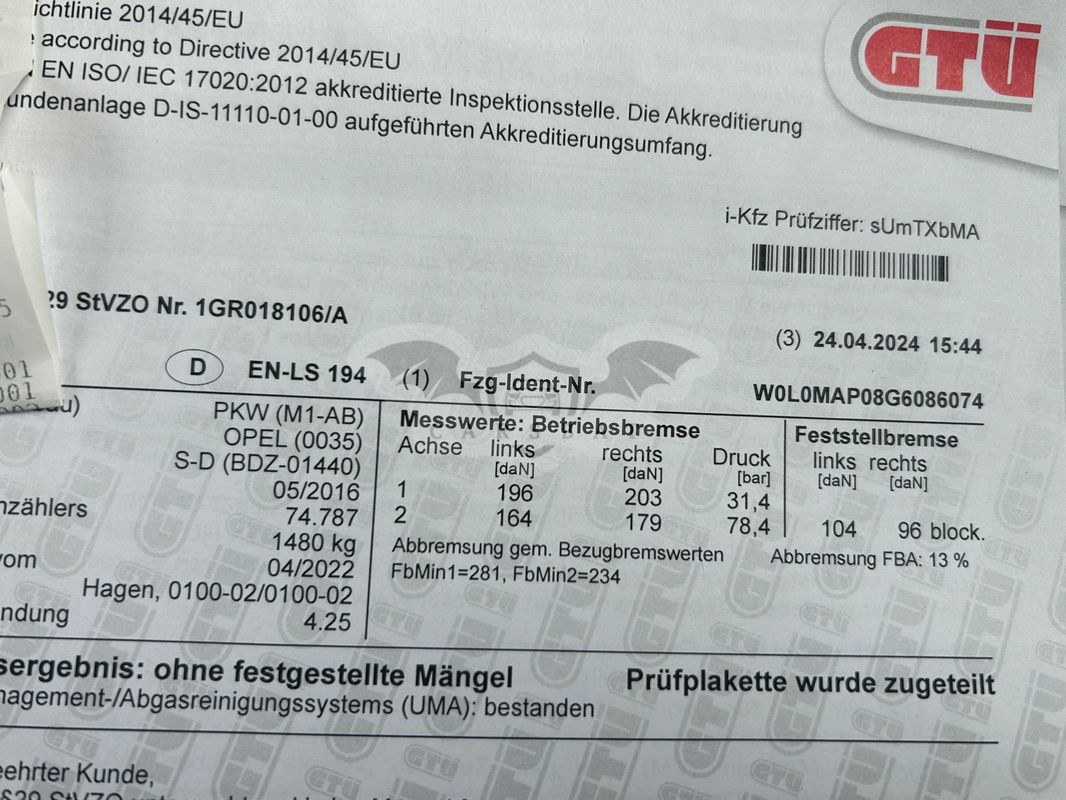 ichtlinie 2014/45/EU
according to Directive 2014/45/EU
EN ISO/ IEC 17020:2012 akkreditierte Inspektionsstelle. Die Akkreditierung
undenanlage D-IS-11110-01-00 aufgeführten Akkreditierungsumfang.
GTÜ
i-Kfz Prüfziffer: sUmTXbMA
29 StVZO Nr. 1GR018106/A
(3) 24.04.2024 15:44
D EN-LS 194 (1) Fzg-Ident-Nr. W0L0MAP08G6086074
PKW (M1-AB)
OPEL (0035)
S-D (BDZ-01440)
05/2016
nzählers 74.787
1480 kg
vom 04/2022
Hagen, 0100-02/0100-02
ndung 4.25
Messwerte: Betriebsbremse Feststellbremse
Achse links rechts Druck links rechts
[daN] [daN] [bar] [daN] [daN]
1 196 203 31,4
2 164 179 78,4 104 96 block.
Abbremsung gem. Bezugbremswerten Abbremsung FBA: 13 %
FbMin1=281, FbMin2=234
sergebnis: ohne festgestellte Mängel Prüfplakette wurde zugeteilt
nagement-/Abgasreinigungssystems (UMA): bestanden
eehrter Kunde,